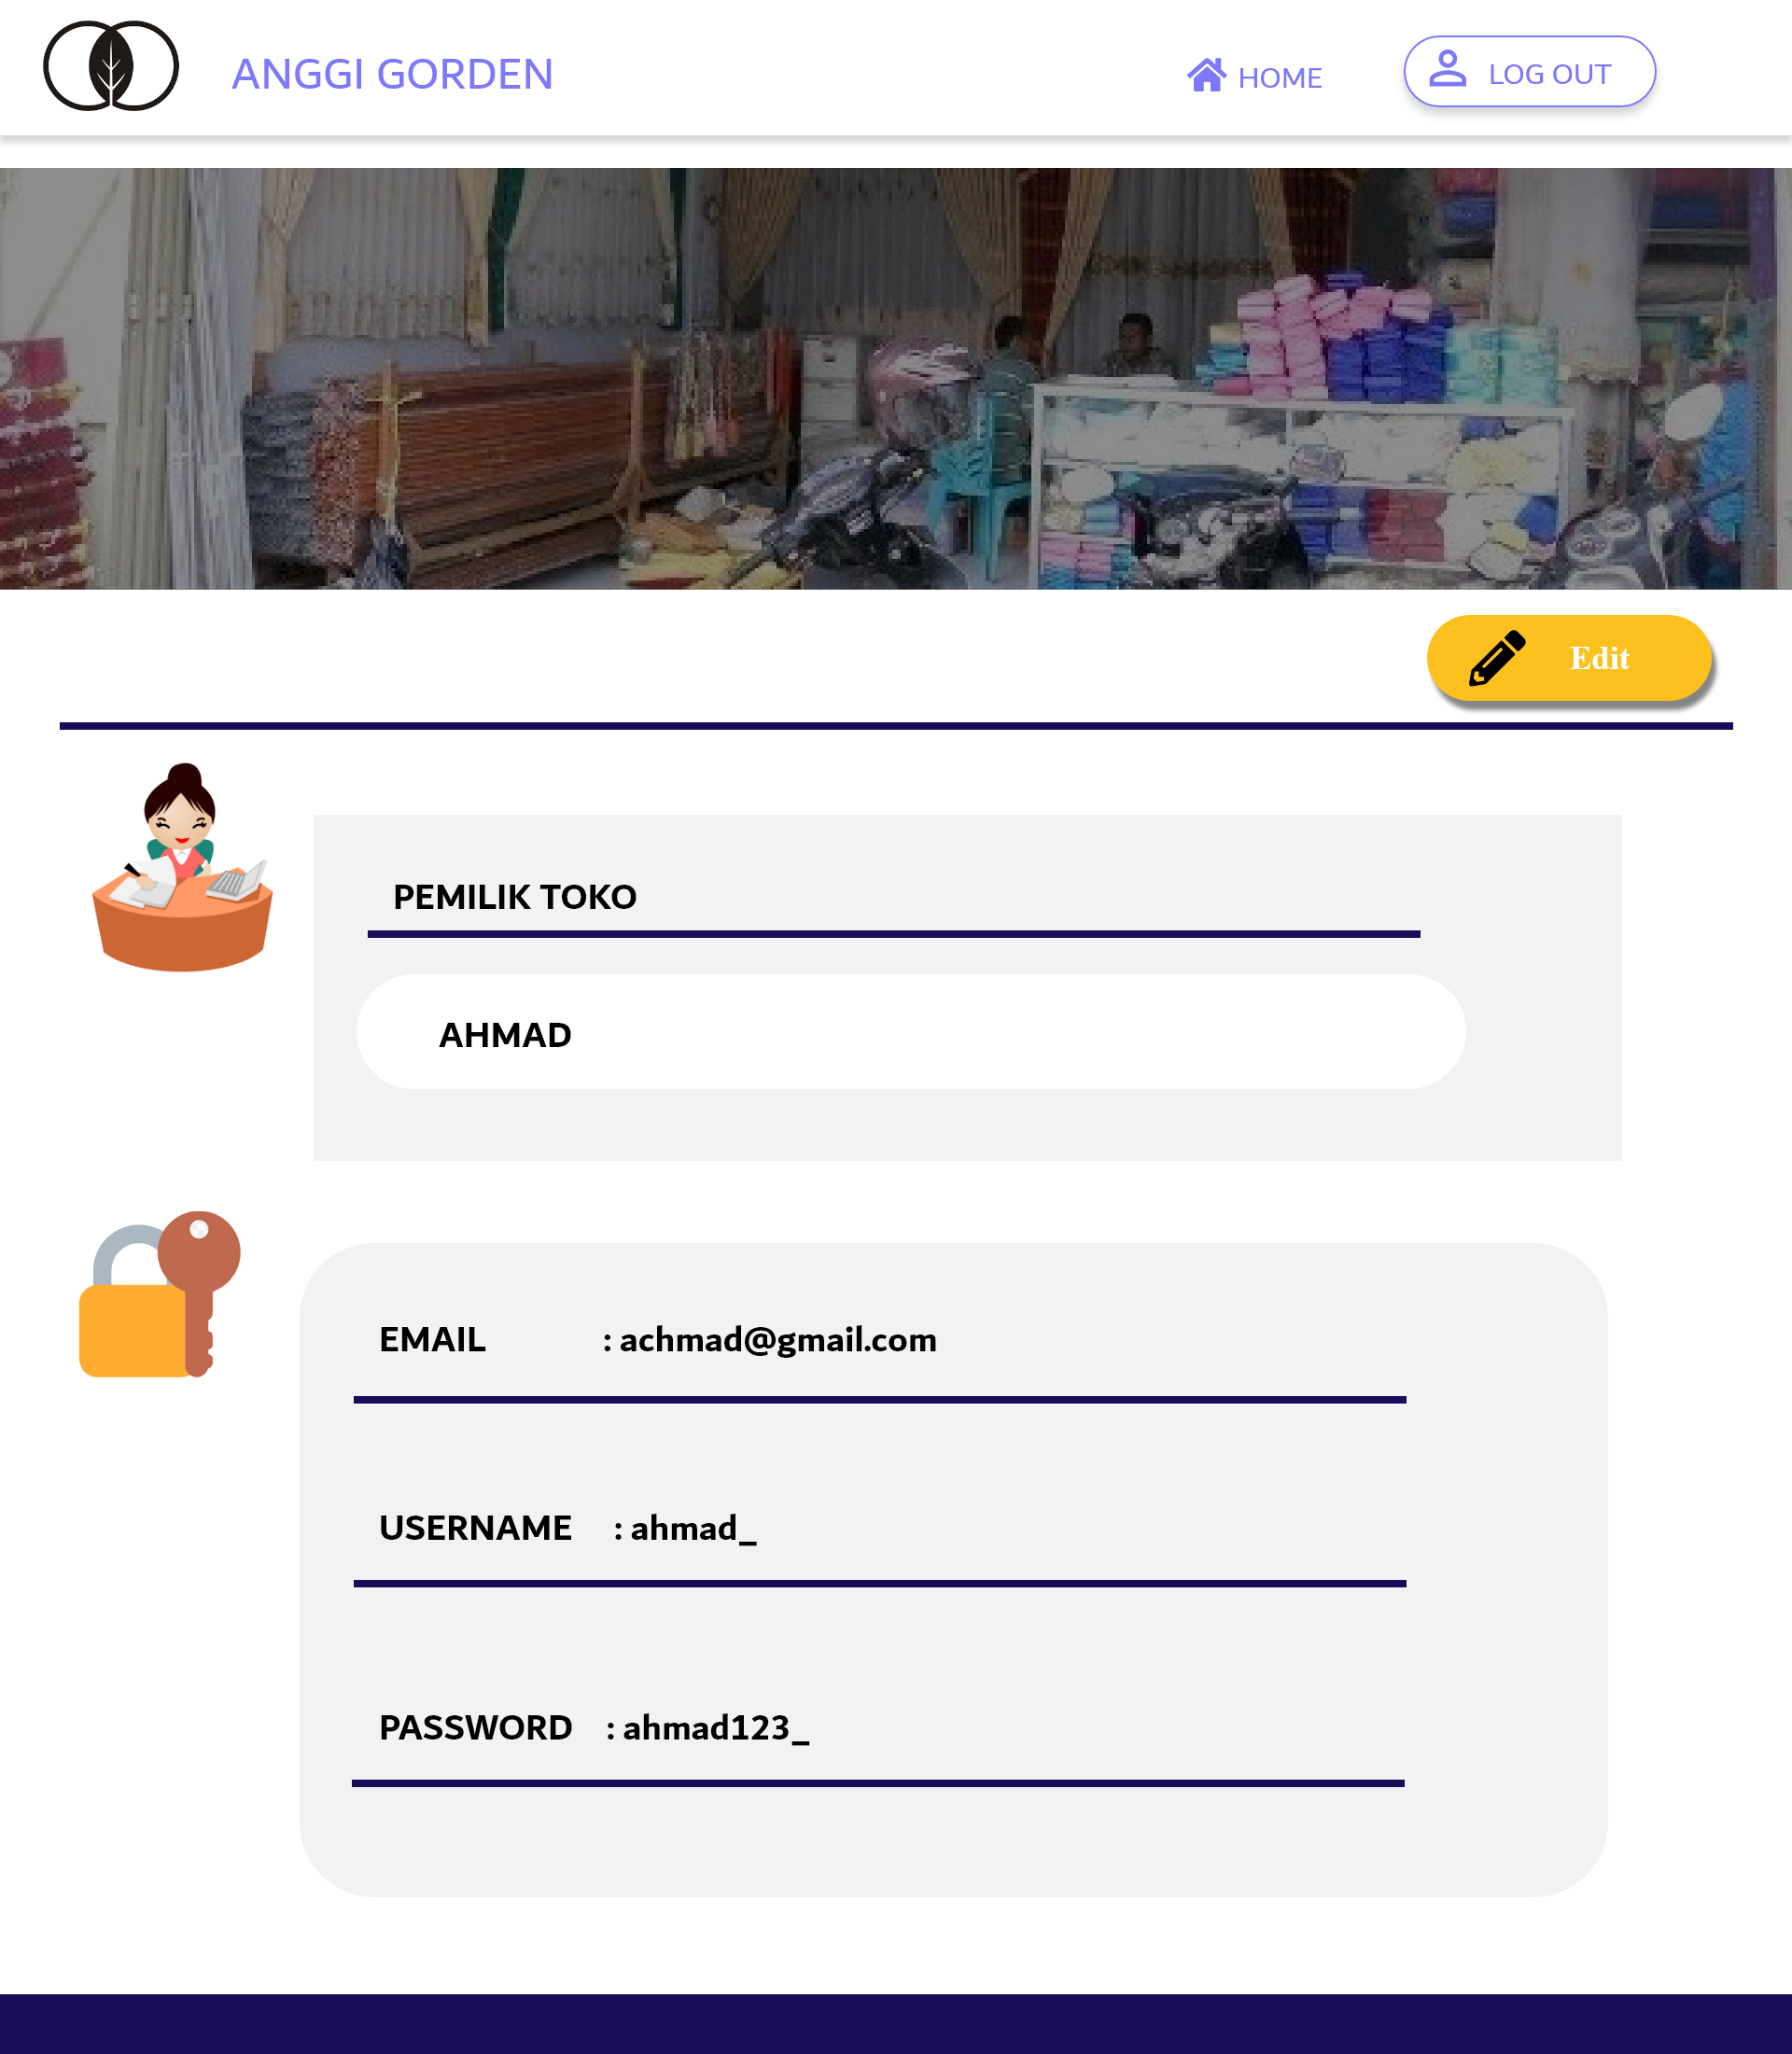 ANGGI GORDEN
HOME
LOG OUT
Edit
PEMILIK TOKO
AHMAD
EMAIL : achmad@gmail.com
USERNAME : ahmad_
PASSWORD : ahmad123_